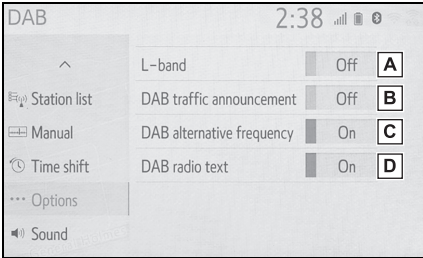 DAB 2:38
L-band Off A
Station list DAB traffic announcement Off B
Manual DAB alternative frequency On C
Time shift DAB radio text On D
Options
Sound